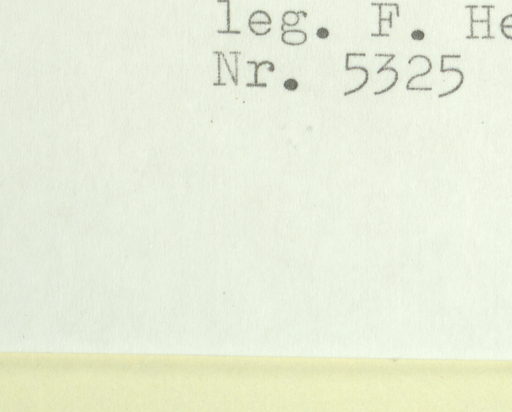 leg. F. He
Nr. 5325